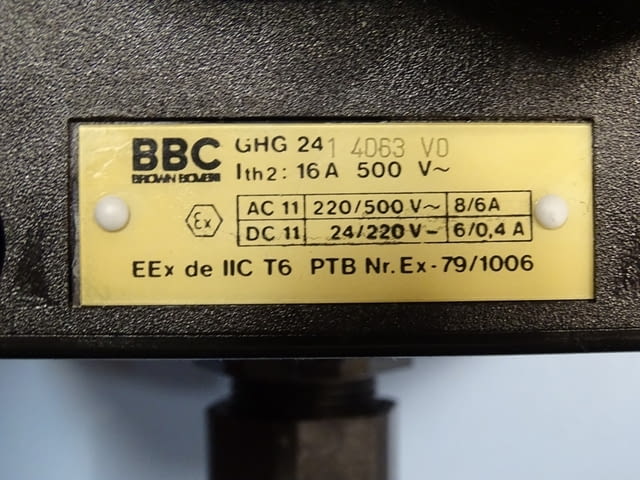 BBC
BROWN BOVERI
GHG 241 4063 V0
Ith2: 16A 500 V~
Ex
AC 11 220/500 V~ 8/6A
DC 11 24/220 V- 6/0,4 A
EEx de IIC T6 PTB Nr. Ex-79/1006